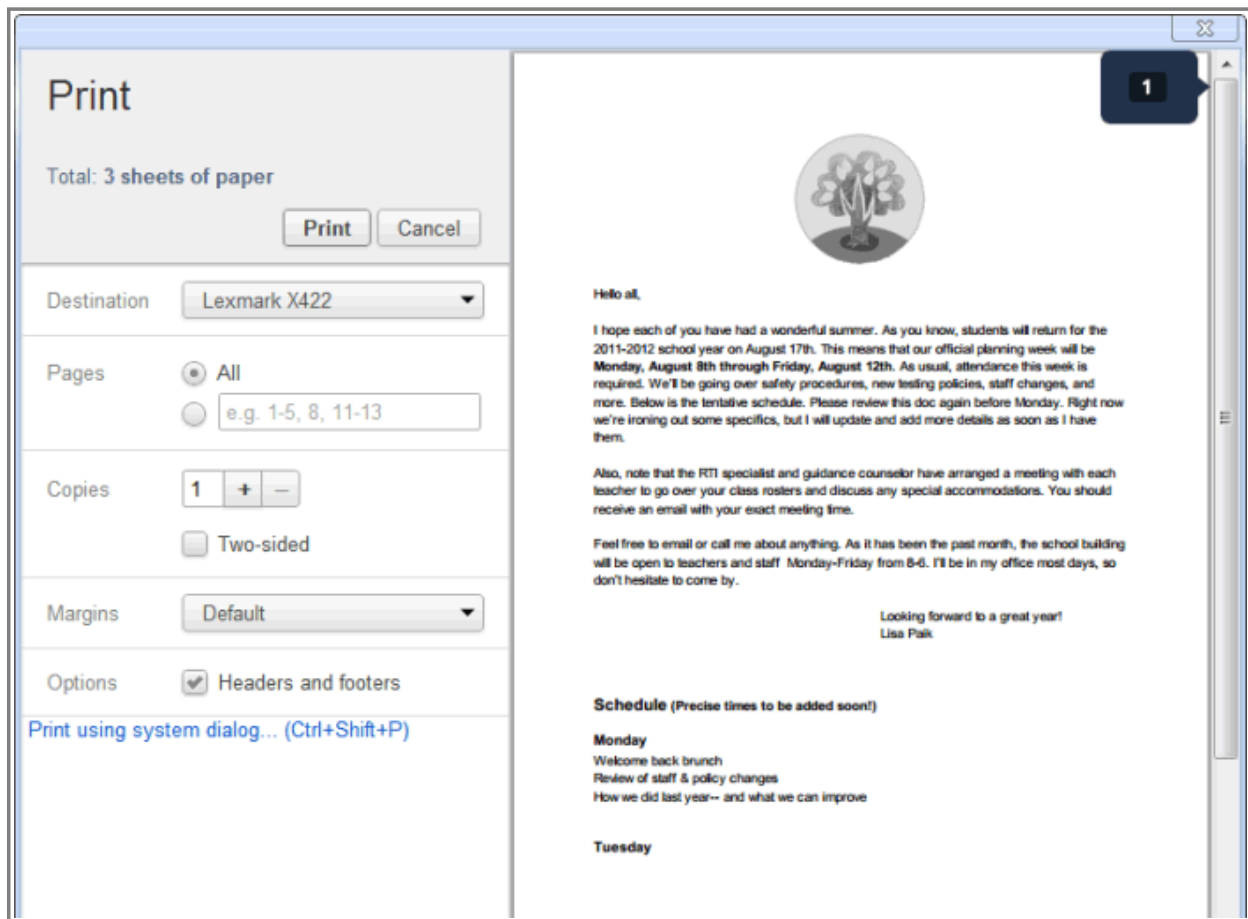 Print
Total: 3 sheets of paper
Print Cancel
Destination Lexmark X422
Pages All
e.g. 1-5, 8, 11-13
Copies 1 + –
Two-sided
Margins Default
Options Headers and footers
Print using system dialog... (Ctrl+Shift+P)
1
Hello all,
I hope each of you have had a wonderful summer. As you know, students will return for the
2011-2012 school year on August 17th. This means that our official planning week will be
Monday, August 8th through Friday, August 12th. As usual, attendance this week is
required. We'll be going over safety procedures, new testing policies, staff changes, and
more. Below is the tentative schedule. Please review this doc again before Monday. Right now
we're ironing out some specifics, but I will update and add more details as soon as I have
them.
Also, note that the RTI specialist and guidance counselor have arranged a meeting with each
teacher to go over your class rosters and discuss any special accommodations. You should
receive an email with your exact meeting time.
Feel free to email or call me about anything. As it has been the past month, the school building
will be open to teachers and staff Monday-Friday from 8-6. I'll be in my office most days, so
don't hesitate to come by.
Looking forward to a great year!
Lisa Paik
Schedule (Precise times to be added soon!)
Monday
Welcome back brunch
Review of staff & policy changes
How we did last year-- and what we can improve
Tuesday